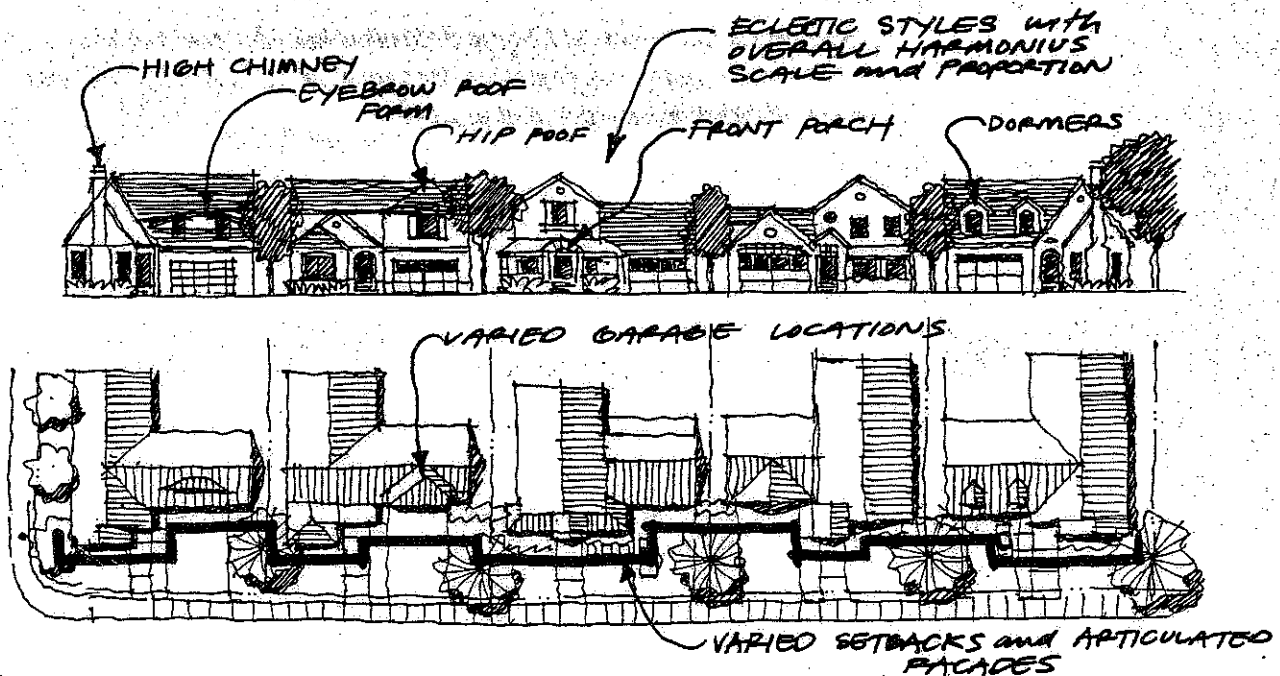 ECLECTIC STYLES with
OVERALL HARMONIUS
SCALE and PROPORTION
HIGH CHIMNEY
EYEBROW ROOF
FORM
HIP ROOF
FRONT PORCH
DORMERS
VARIED GARAGE LOCATIONS
VARIED SETBACKS and ARTICULATED
FACADES